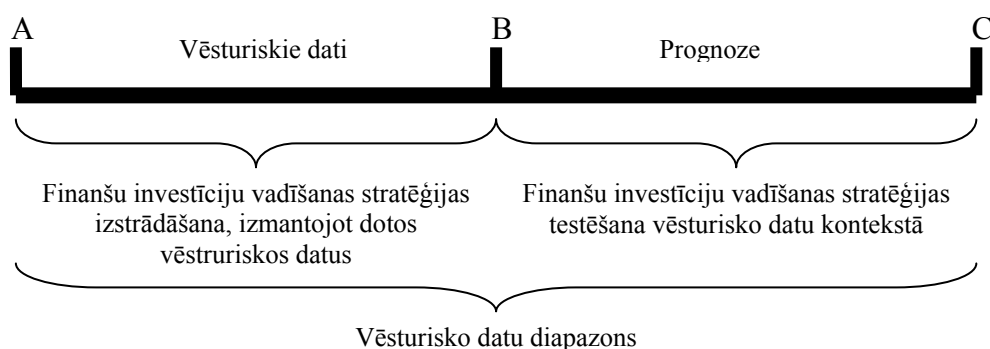 A B C
Vēsturiskie dati Prognoze
Finanšu investīciju vadīšanas stratēģijas
izstrādāšana, izmantojot dotos
vēstruriskos datus
Finanšu investīciju vadīšanas stratēģijas
testēšana vēsturisko datu kontekstā
Vēsturisko datu diapazons